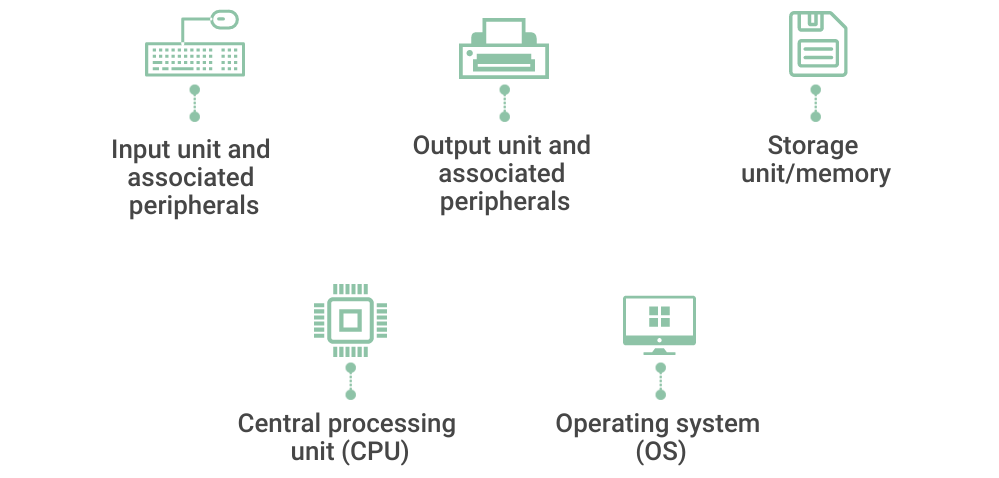 Input unit and
associated
peripherals
Output unit and
associated
peripherals
Storage
unit/memory
Central processing
unit (CPU)
Operating system
(OS)